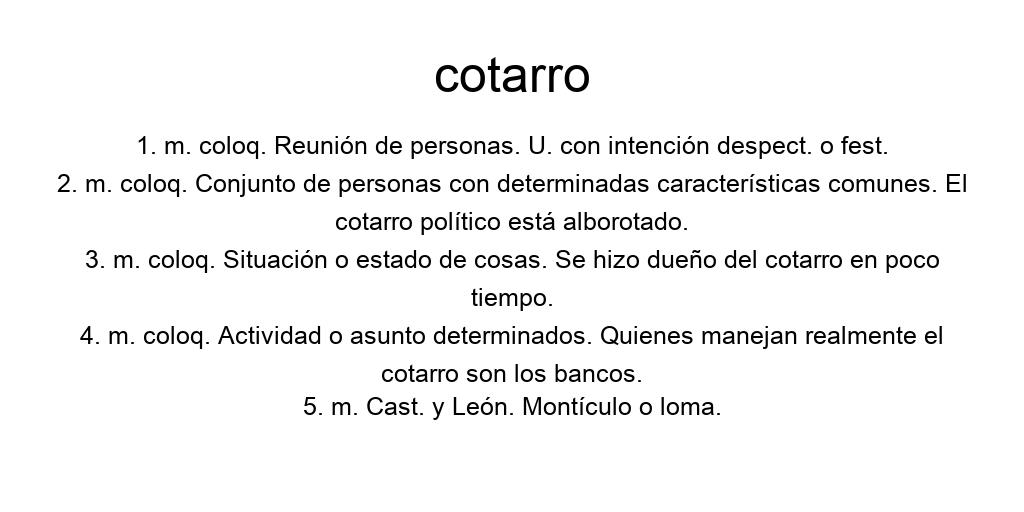 cotarro
1. m. coloq. Reunión de personas. U. con intención despect. o fest.
2. m. coloq. Conjunto de personas con determinadas características comunes. El
cotarro político está alborotado.
3. m. coloq. Situación o estado de cosas. Se hizo dueño del cotarro en poco
tiempo.
4. m. coloq. Actividad o asunto determinados. Quienes manejan realmente el
cotarro son los bancos.
5. m. Cast. y León. Montículo o loma.